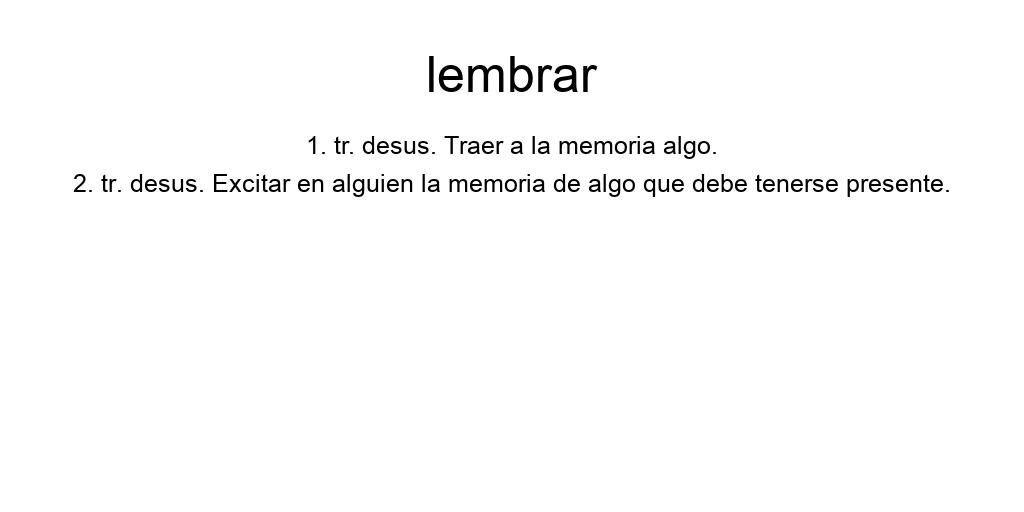 lembrar
1. tr. desus. Traer a la memoria algo.
2. tr. desus. Excitar en alguien la memoria de algo que debe tenerse presente.